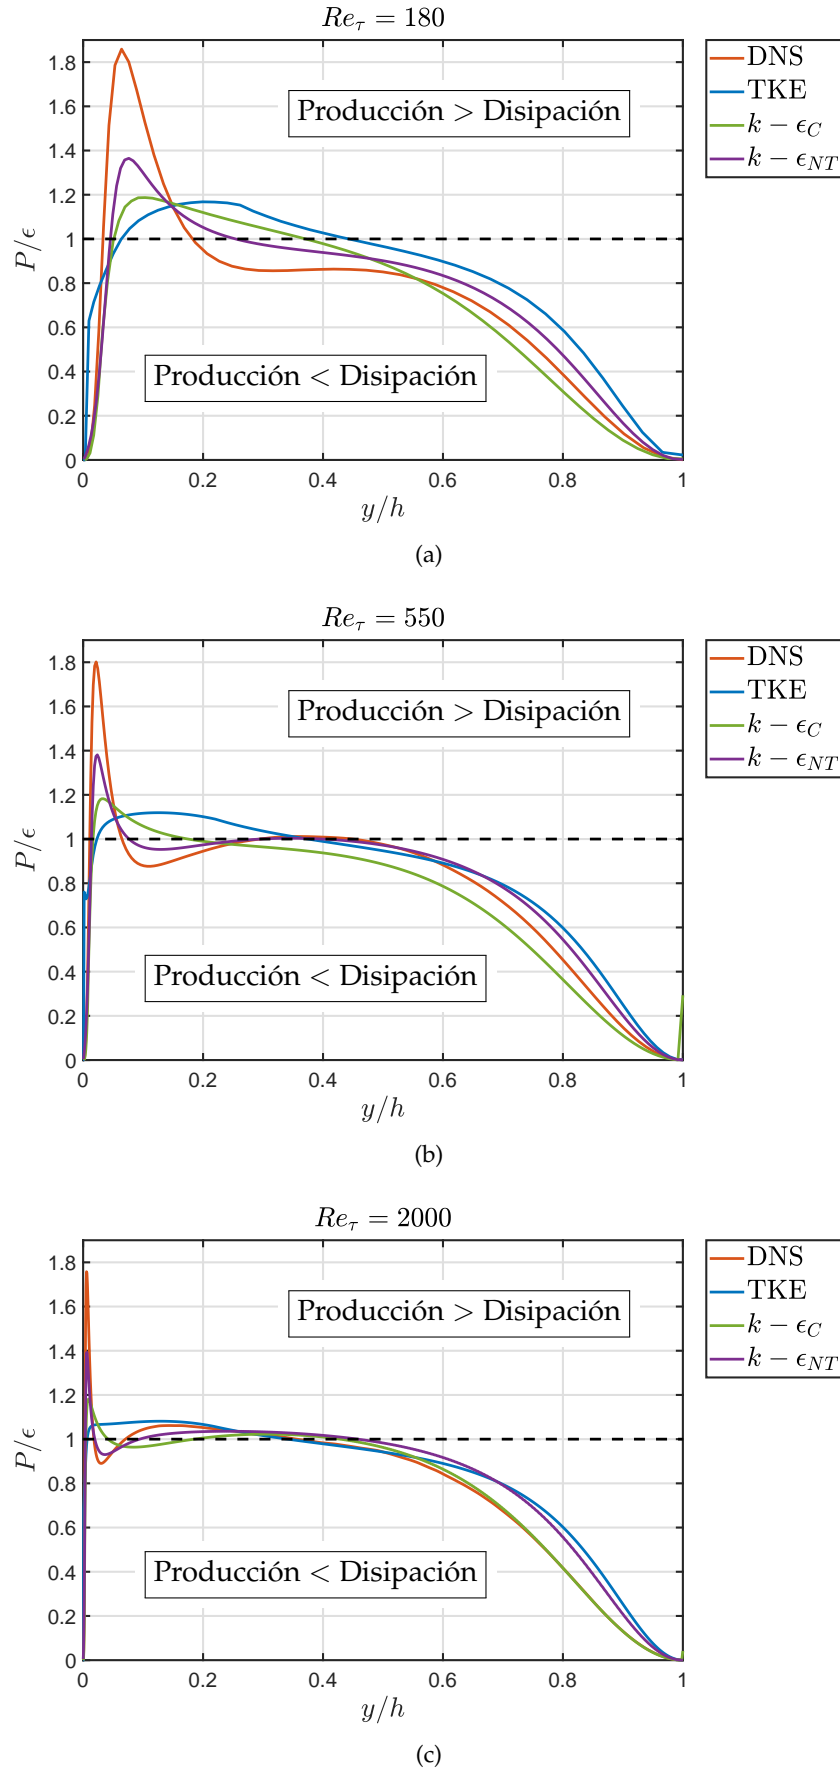 Re_τ = 180
DNS
TKE
k − ϵ_C
k − ϵ_NT
1.8
1.6
1.4
1.2
1
0.8
0.6
0.4
0.2
0
P/ϵ
Producción > Disipación
Producción < Disipación
0 0.2 0.4 0.6 0.8 1
y/h
(a)
Re_τ = 550
DNS
TKE
k − ϵ_C
k − ϵ_NT
1.8
1.6
1.4
1.2
1
0.8
0.6
0.4
0.2
0
P/ϵ
Producción > Disipación
Producción < Disipación
0 0.2 0.4 0.6 0.8 1
y/h
(b)
Re_τ = 2000
DNS
TKE
k − ϵ_C
k − ϵ_NT
1.8
1.6
1.4
1.2
1
0.8
0.6
0.4
0.2
0
P/ϵ
Producción > Disipación
Producción < Disipación
0 0.2 0.4 0.6 0.8 1
y/h
(c)